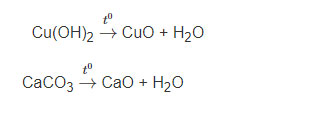 Cu(OH)₂ →(t⁰) CuO + H₂O
CaCO₃ →(t⁰) CaO + H₂O